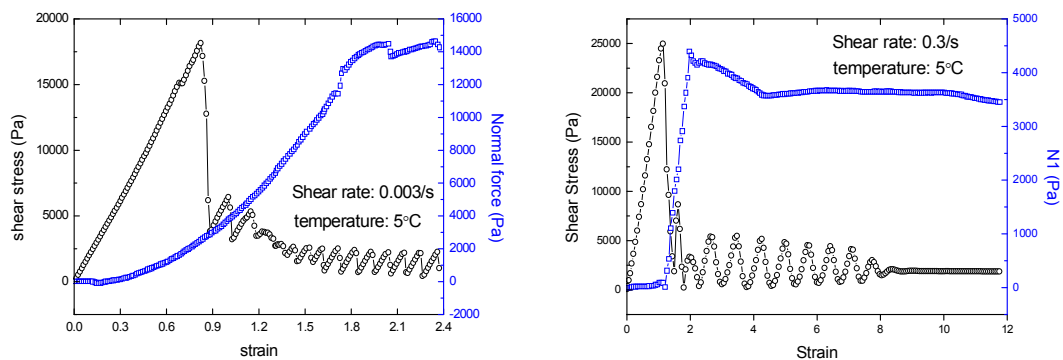 20000
15000
10000
5000
0
shear stress (Pa)
0.0 0.3 0.6 0.9 1.2 1.5 1.8 2.1 2.4
strain
Shear rate: 0.003/s
temperature: 5°C
16000
14000
12000
10000
8000
6000
4000
2000
0
-2000
Normal force (Pa)
25000
20000
15000
10000
5000
0
Shear Stress (Pa)
0 2 4 6 8 10 12
Strain
Shear rate: 0.3/s
temperature: 5°C
5000
4000
3000
2000
1000
0
N1 (Pa)